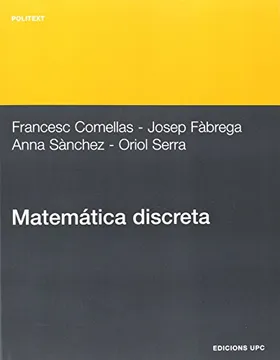 POLITEXT
Francesc Comellas - Josep Fàbrega
Anna Sànchez - Oriol Serra
Matemática discreta
EDICIONS UPC